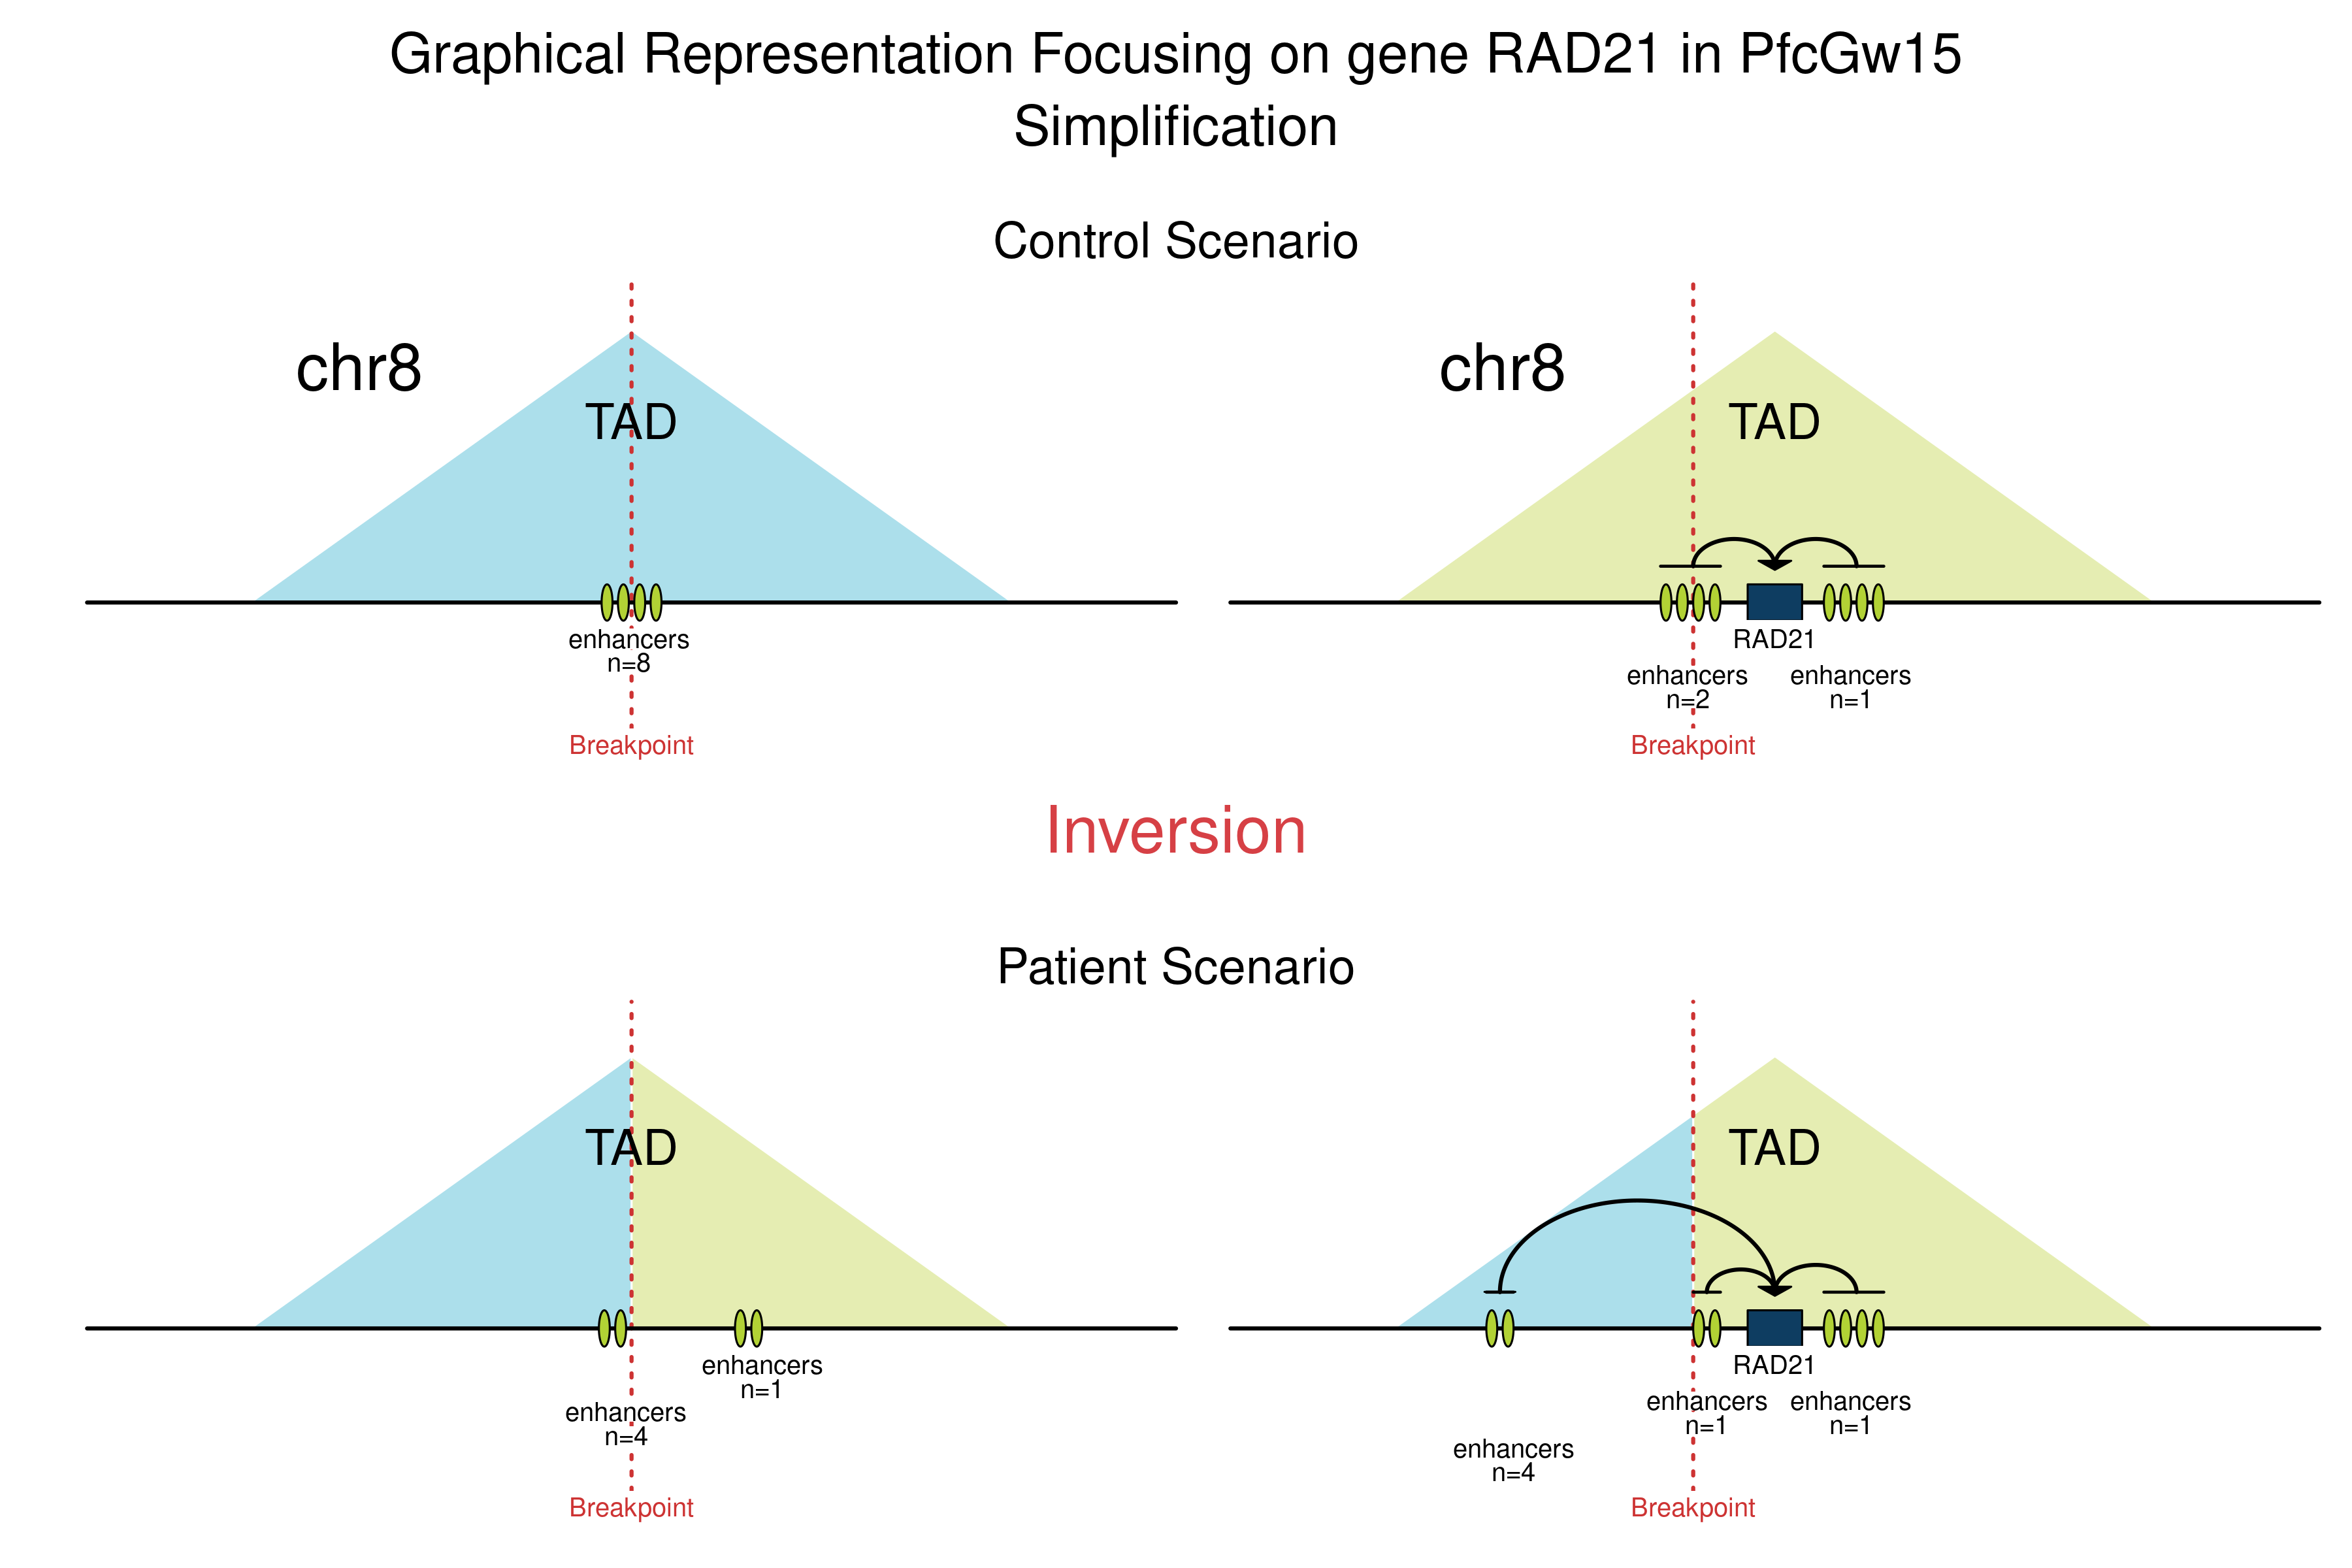 Graphical Representation Focusing on gene RAD21 in PfcGw15
Simplification
Control Scenario
chr8
TAD
enhancers
n=8
Breakpoint
chr8
TAD
RAD21
enhancers
n=2
enhancers
n=1
Breakpoint
Inversion
Patient Scenario
TAD
enhancers
n=1
enhancers
n=4
Breakpoint
TAD
RAD21
enhancers
n=1
enhancers
n=1
enhancers
n=4
Breakpoint